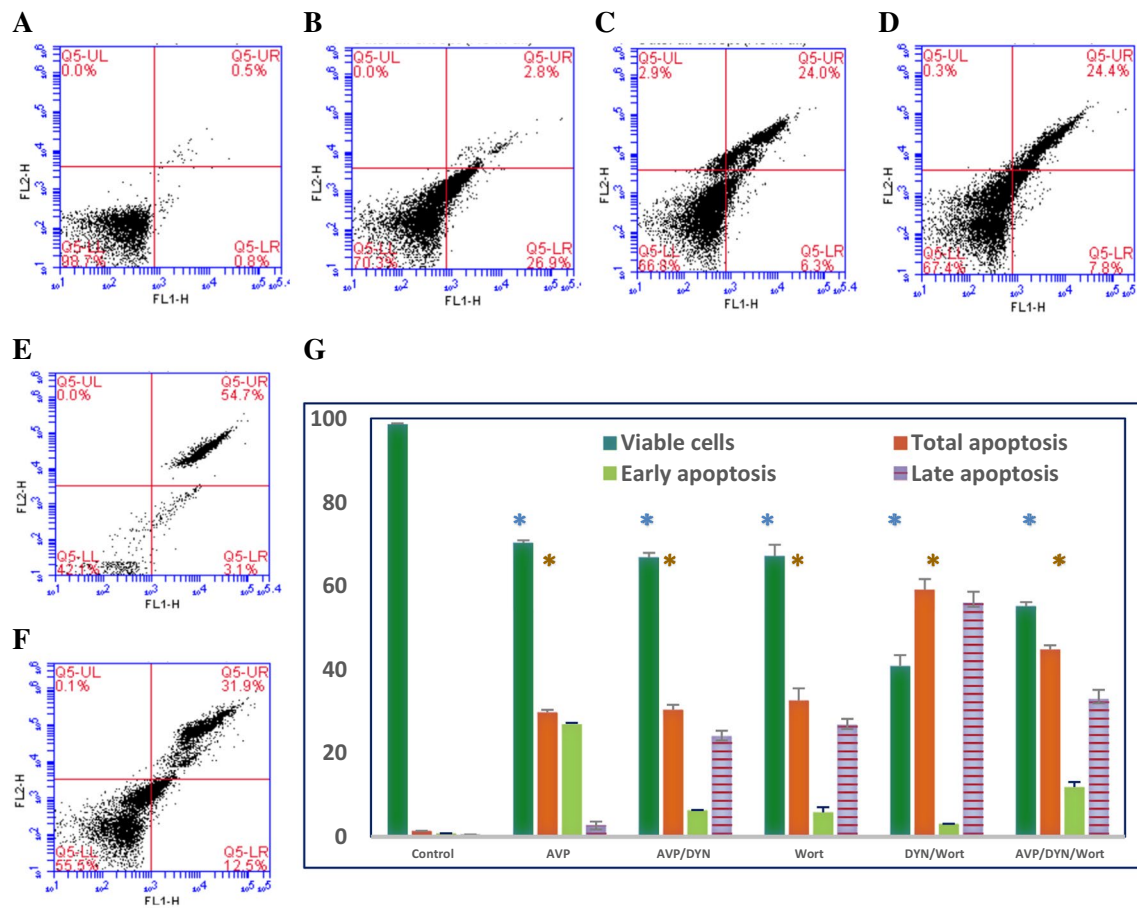 A
Q5-UL
0.0%
Q5-UR
0.5%
Q5-LL
98.7%
Q5-LR
0.8%
FL2-H
FL1-H
B
Q5-UL
0.0%
Q5-UR
2.8%
Q5-LL
70.3%
Q5-LR
26.9%
FL2-H
FL1-H
C
Q5-UL
2.9%
Q5-UR
24.0%
Q5-LL
66.8%
Q5-LR
6.3%
FL2-H
FL1-H
D
Q5-UL
0.3%
Q5-UR
24.4%
Q5-LL
67.4%
Q5-LR
7.8%
FL2-H
FL1-H
E
Q5-UL
0.0%
Q5-UR
54.7%
Q5-LL
42.1%
Q5-LR
3.1%
FL2-H
FL1-H
F
Q5-UL
0.1%
Q5-UR
31.9%
Q5-LL
55.5%
Q5-LR
12.5%
FL2-H
FL1-H
G
100
80
60
40
20
0
Viable cells
Total apoptosis
Early apoptosis
Late apoptosis
Control AVP AVP/DYN Wort DYN/Wort AVP/DYN/Wort